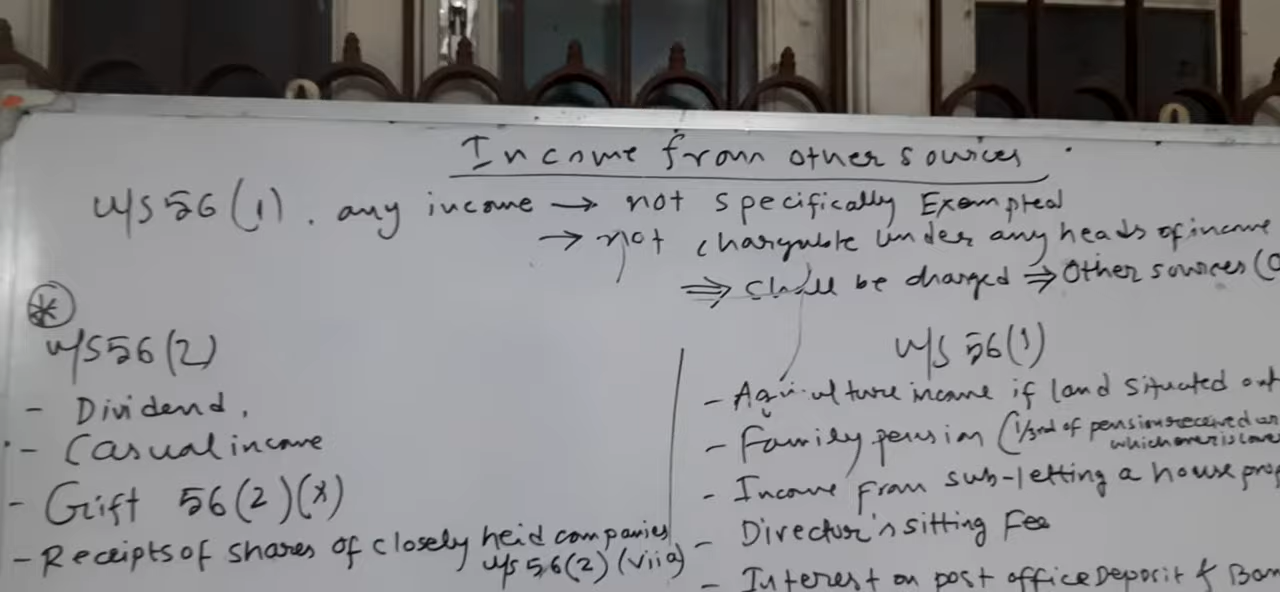 Income from other sources
u/s 56(1). any income → not specifically Exempted
→ not chargable under any heads of income
⇒ shall be charged ⇒ Other sources (
*
u/s 56(2)
- Dividend.
- Casual income
- Gift 56(2)(x)
- Receipts of shares of closely held companies
u/s 56(2)(viia)
u/s 56(1)
- Agriculture income if land situated out
- Family pension (1/3rd of pension received or
whichever is lower
- Income from sub-letting a house prop
- Director's sitting Fee
- Interest on post office Deposit & Ban